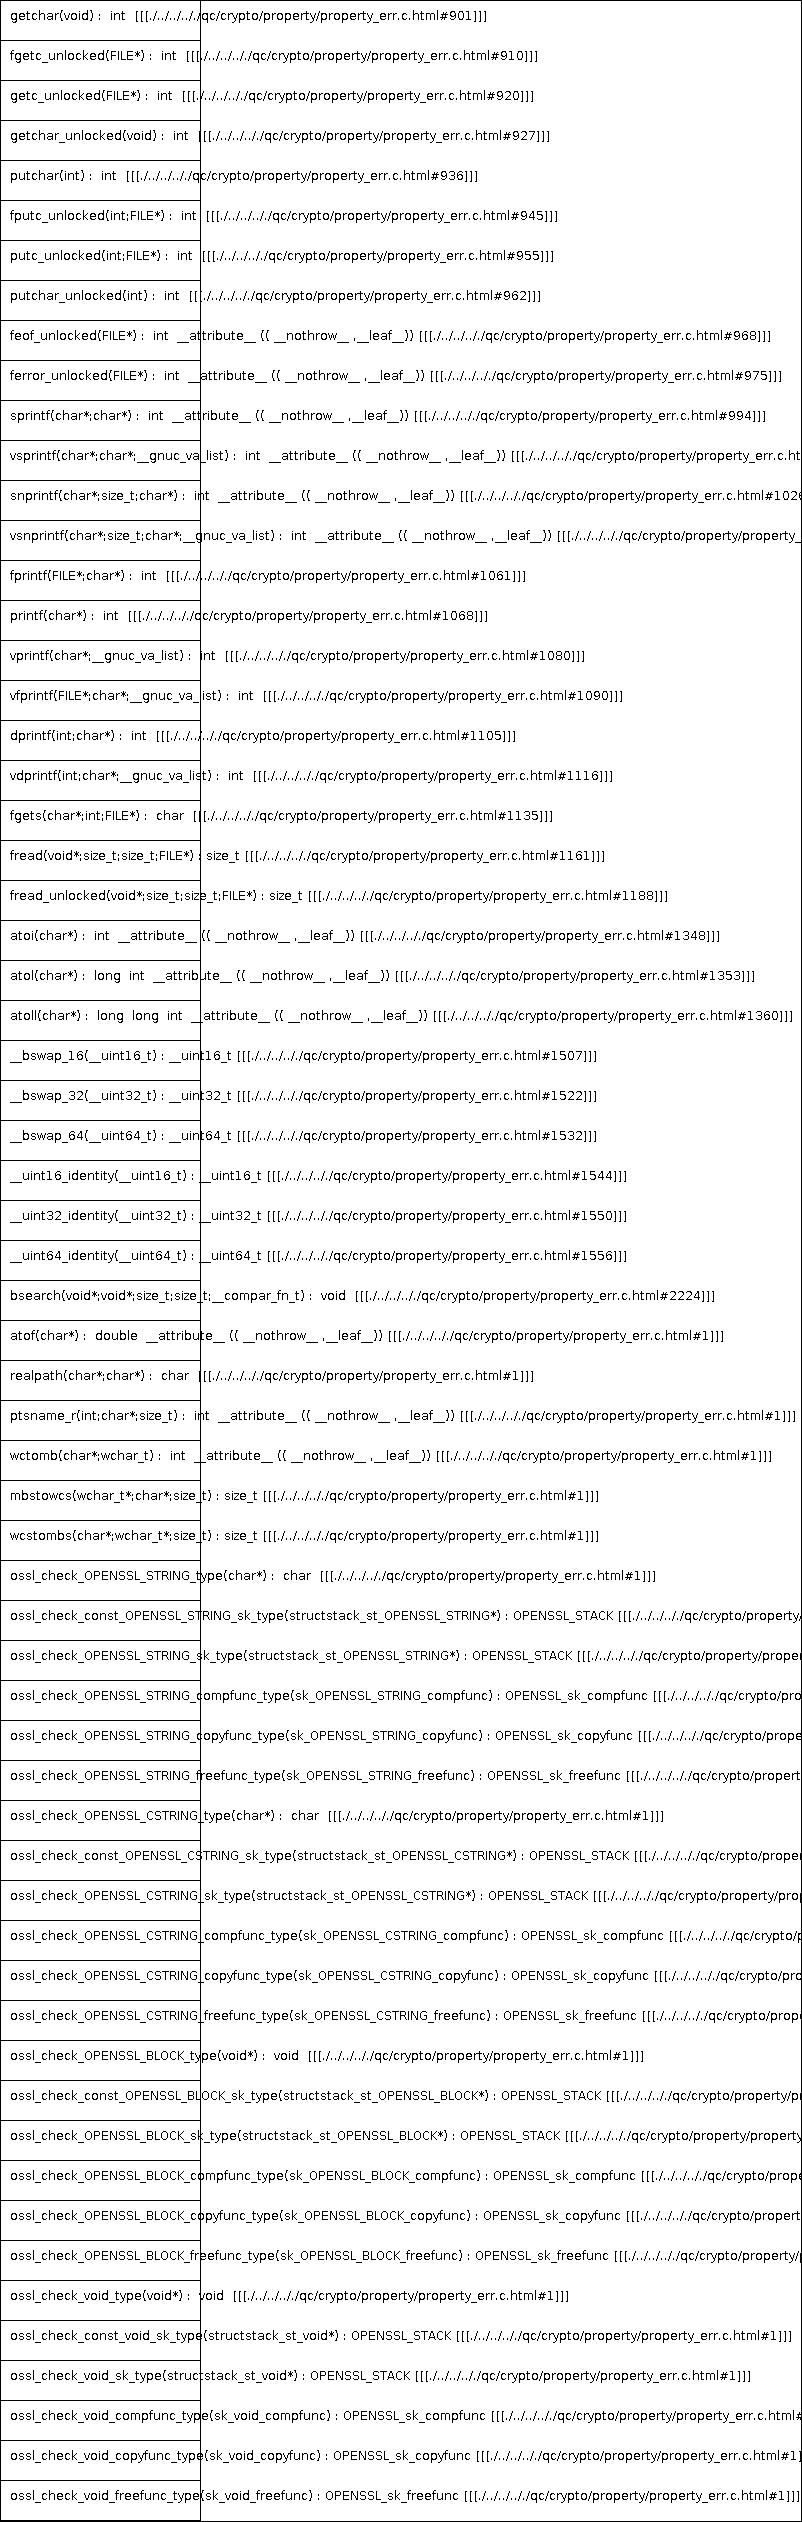 getchar(void) :  int  [[[./../../../../qc/crypto/property/property_err.c.html#901]]]
fgetc_unlocked(FILE*) :  int  [[[./../../../../qc/crypto/property/property_err.c.html#910]]]
getc_unlocked(FILE*) :  int  [[[./../../../../qc/crypto/property/property_err.c.html#920]]]
getchar_unlocked(void) :  int  [[[./../../../../qc/crypto/property/property_err.c.html#927]]]
putchar(int) :  int  [[[./../../../../qc/crypto/property/property_err.c.html#936]]]
fputc_unlocked(int;FILE*) :  int  [[[./../../../../qc/crypto/property/property_err.c.html#945]]]
putc_unlocked(int;FILE*) :  int  [[[./../../../../qc/crypto/property/property_err.c.html#955]]]
putchar_unlocked(int) :  int  [[[./../../../../qc/crypto/property/property_err.c.html#962]]]
feof_unlocked(FILE*) :  int  __attribute__ (( __nothrow__ ,__leaf__)) [[[./../../../../qc/crypto/property/property_err.c.html#968]]]
ferror_unlocked(FILE*) :  int  __attribute__ (( __nothrow__ ,__leaf__)) [[[./../../../../qc/crypto/property/property_err.c.html#975]]]
sprintf(char*;char*) :  int  __attribute__ (( __nothrow__ ,__leaf__)) [[[./../../../../qc/crypto/property/property_err.c.html#994]]]
vsprintf(char*;char*;__gnuc_va_list) :  int  __attribute__ (( __nothrow__ ,__leaf__)) [[[./../../../../qc/crypto/property/property_err.c.ht
snprintf(char*;size_t;char*) :  int  __attribute__ (( __nothrow__ ,__leaf__)) [[[./../../../../qc/crypto/property/property_err.c.html#1026
vsnprintf(char*;size_t;char*;__gnuc_va_list) :  int  __attribute__ (( __nothrow__ ,__leaf__)) [[[./../../../../qc/crypto/property/property_
fprintf(FILE*;char*) :  int  [[[./../../../../qc/crypto/property/property_err.c.html#1061]]]
printf(char*) :  int  [[[./../../../../qc/crypto/property/property_err.c.html#1068]]]
vprintf(char*;__gnuc_va_list) :  int  [[[./../../../../qc/crypto/property/property_err.c.html#1080]]]
vfprintf(FILE*;char*;__gnuc_va_list) :  int  [[[./../../../../qc/crypto/property/property_err.c.html#1090]]]
dprintf(int;char*) :  int  [[[./../../../../qc/crypto/property/property_err.c.html#1105]]]
vdprintf(int;char*;__gnuc_va_list) :  int  [[[./../../../../qc/crypto/property/property_err.c.html#1116]]]
fgets(char*;int;FILE*) :  char  [[[./../../../../qc/crypto/property/property_err.c.html#1135]]]
fread(void*;size_t;size_t;FILE*) : size_t [[[./../../../../qc/crypto/property/property_err.c.html#1161]]]
fread_unlocked(void*;size_t;size_t;FILE*) : size_t [[[./../../../../qc/crypto/property/property_err.c.html#1188]]]
atoi(char*) :  int  __attribute__ (( __nothrow__ ,__leaf__)) [[[./../../../../qc/crypto/property/property_err.c.html#1348]]]
atol(char*) :  long  int  __attribute__ (( __nothrow__ ,__leaf__)) [[[./../../../../qc/crypto/property/property_err.c.html#1353]]]
atoll(char*) :  long  long  int  __attribute__ (( __nothrow__ ,__leaf__)) [[[./../../../../qc/crypto/property/property_err.c.html#1360]]]
__bswap_16(__uint16_t) : __uint16_t [[[./../../../../qc/crypto/property/property_err.c.html#1507]]]
__bswap_32(__uint32_t) : __uint32_t [[[./../../../../qc/crypto/property/property_err.c.html#1522]]]
__bswap_64(__uint64_t) : __uint64_t [[[./../../../../qc/crypto/property/property_err.c.html#1532]]]
__uint16_identity(__uint16_t) : __uint16_t [[[./../../../../qc/crypto/property/property_err.c.html#1544]]]
__uint32_identity(__uint32_t) : __uint32_t [[[./../../../../qc/crypto/property/property_err.c.html#1550]]]
__uint64_identity(__uint64_t) : __uint64_t [[[./../../../../qc/crypto/property/property_err.c.html#1556]]]
bsearch(void*;void*;size_t;size_t;__compar_fn_t) :  void  [[[./../../../../qc/crypto/property/property_err.c.html#2224]]]
atof(char*) :  double  __attribute__ (( __nothrow__ ,__leaf__)) [[[./../../../../qc/crypto/property/property_err.c.html#1]]]
realpath(char*;char*) :  char  [[[./../../../../qc/crypto/property/property_err.c.html#1]]]
ptsname_r(int;char*;size_t) :  int  __attribute__ (( __nothrow__ ,__leaf__)) [[[./../../../../qc/crypto/property/property_err.c.html#1]]]
wctomb(char*;wchar_t) :  int  __attribute__ (( __nothrow__ ,__leaf__)) [[[./../../../../qc/crypto/property/property_err.c.html#1]]]
mbstowcs(wchar_t*;char*;size_t) : size_t [[[./../../../../qc/crypto/property/property_err.c.html#1]]]
wcstombs(char*;wchar_t*;size_t) : size_t [[[./../../../../qc/crypto/property/property_err.c.html#1]]]
ossl_check_OPENSSL_STRING_type(char*) :  char  [[[./../../../../qc/crypto/property/property_err.c.html#1]]]
ossl_check_const_OPENSSL_STRING_sk_type(structstack_st_OPENSSL_STRING*) : OPENSSL_STACK [[[./../../../../qc/crypto/property/
ossl_check_OPENSSL_STRING_sk_type(structstack_st_OPENSSL_STRING*) : OPENSSL_STACK [[[./../../../../qc/crypto/property/proper
ossl_check_OPENSSL_STRING_compfunc_type(sk_OPENSSL_STRING_compfunc) : OPENSSL_sk_compfunc [[[./../../../../qc/crypto/pro
ossl_check_OPENSSL_STRING_copyfunc_type(sk_OPENSSL_STRING_copyfunc) : OPENSSL_sk_copyfunc [[[./../../../../qc/crypto/prope
ossl_check_OPENSSL_STRING_freefunc_type(sk_OPENSSL_STRING_freefunc) : OPENSSL_sk_freefunc [[[./../../../../qc/crypto/propert
ossl_check_OPENSSL_CSTRING_type(char*) :  char  [[[./../../../../qc/crypto/property/property_err.c.html#1]]]
ossl_check_const_OPENSSL_CSTRING_sk_type(structstack_st_OPENSSL_CSTRING*) : OPENSSL_STACK [[[./../../../../qc/crypto/proper
ossl_check_OPENSSL_CSTRING_sk_type(structstack_st_OPENSSL_CSTRING*) : OPENSSL_STACK [[[./../../../../qc/crypto/property/prop
ossl_check_OPENSSL_CSTRING_compfunc_type(sk_OPENSSL_CSTRING_compfunc) : OPENSSL_sk_compfunc [[[./../../../../qc/crypto/p
ossl_check_OPENSSL_CSTRING_copyfunc_type(sk_OPENSSL_CSTRING_copyfunc) : OPENSSL_sk_copyfunc [[[./../../../../qc/crypto/pro
ossl_check_OPENSSL_CSTRING_freefunc_type(sk_OPENSSL_CSTRING_freefunc) : OPENSSL_sk_freefunc [[[./../../../../qc/crypto/prope
ossl_check_OPENSSL_BLOCK_type(void*) :  void  [[[./../../../../qc/crypto/property/property_err.c.html#1]]]
ossl_check_const_OPENSSL_BLOCK_sk_type(structstack_st_OPENSSL_BLOCK*) : OPENSSL_STACK [[[./../../../../qc/crypto/property/pr
ossl_check_OPENSSL_BLOCK_sk_type(structstack_st_OPENSSL_BLOCK*) : OPENSSL_STACK [[[./../../../../qc/crypto/property/property
ossl_check_OPENSSL_BLOCK_compfunc_type(sk_OPENSSL_BLOCK_compfunc) : OPENSSL_sk_compfunc [[[./../../../../qc/crypto/prope
ossl_check_OPENSSL_BLOCK_copyfunc_type(sk_OPENSSL_BLOCK_copyfunc) : OPENSSL_sk_copyfunc [[[./../../../../qc/crypto/propert
ossl_check_OPENSSL_BLOCK_freefunc_type(sk_OPENSSL_BLOCK_freefunc) : OPENSSL_sk_freefunc [[[./../../../../qc/crypto/property/
ossl_check_void_type(void*) :  void  [[[./../../../../qc/crypto/property/property_err.c.html#1]]]
ossl_check_const_void_sk_type(structstack_st_void*) : OPENSSL_STACK [[[./../../../../qc/crypto/property/property_err.c.html#1]]]
ossl_check_void_sk_type(structstack_st_void*) : OPENSSL_STACK [[[./../../../../qc/crypto/property/property_err.c.html#1]]]
ossl_check_void_compfunc_type(sk_void_compfunc) : OPENSSL_sk_compfunc [[[./../../../../qc/crypto/property/property_err.c.html#
ossl_check_void_copyfunc_type(sk_void_copyfunc) : OPENSSL_sk_copyfunc [[[./../../../../qc/crypto/property/property_err.c.html#1]
ossl_check_void_freefunc_type(sk_void_freefunc) : OPENSSL_sk_freefunc [[[./../../../../qc/crypto/property/property_err.c.html#1]]]